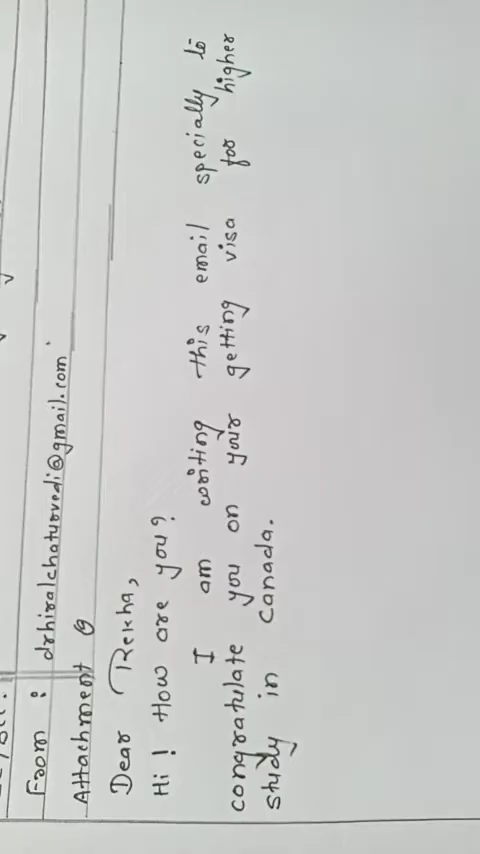 From : drhiralchaturvedi@gmail.com
Attachment
Dear Rekha,
Hi! How are you?
I am writing this email specially to
congratulate you on your getting visa for higher
study in Canada.